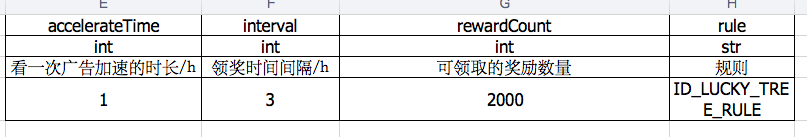 E F G H
accelerateTime interval rewardCount rule
int int int str
看一次广告加速的时长/h 领奖时间间隔/h 可领取的奖励数量 规则
1 3 2000 ID_LUCKY_TRE
E_RULE